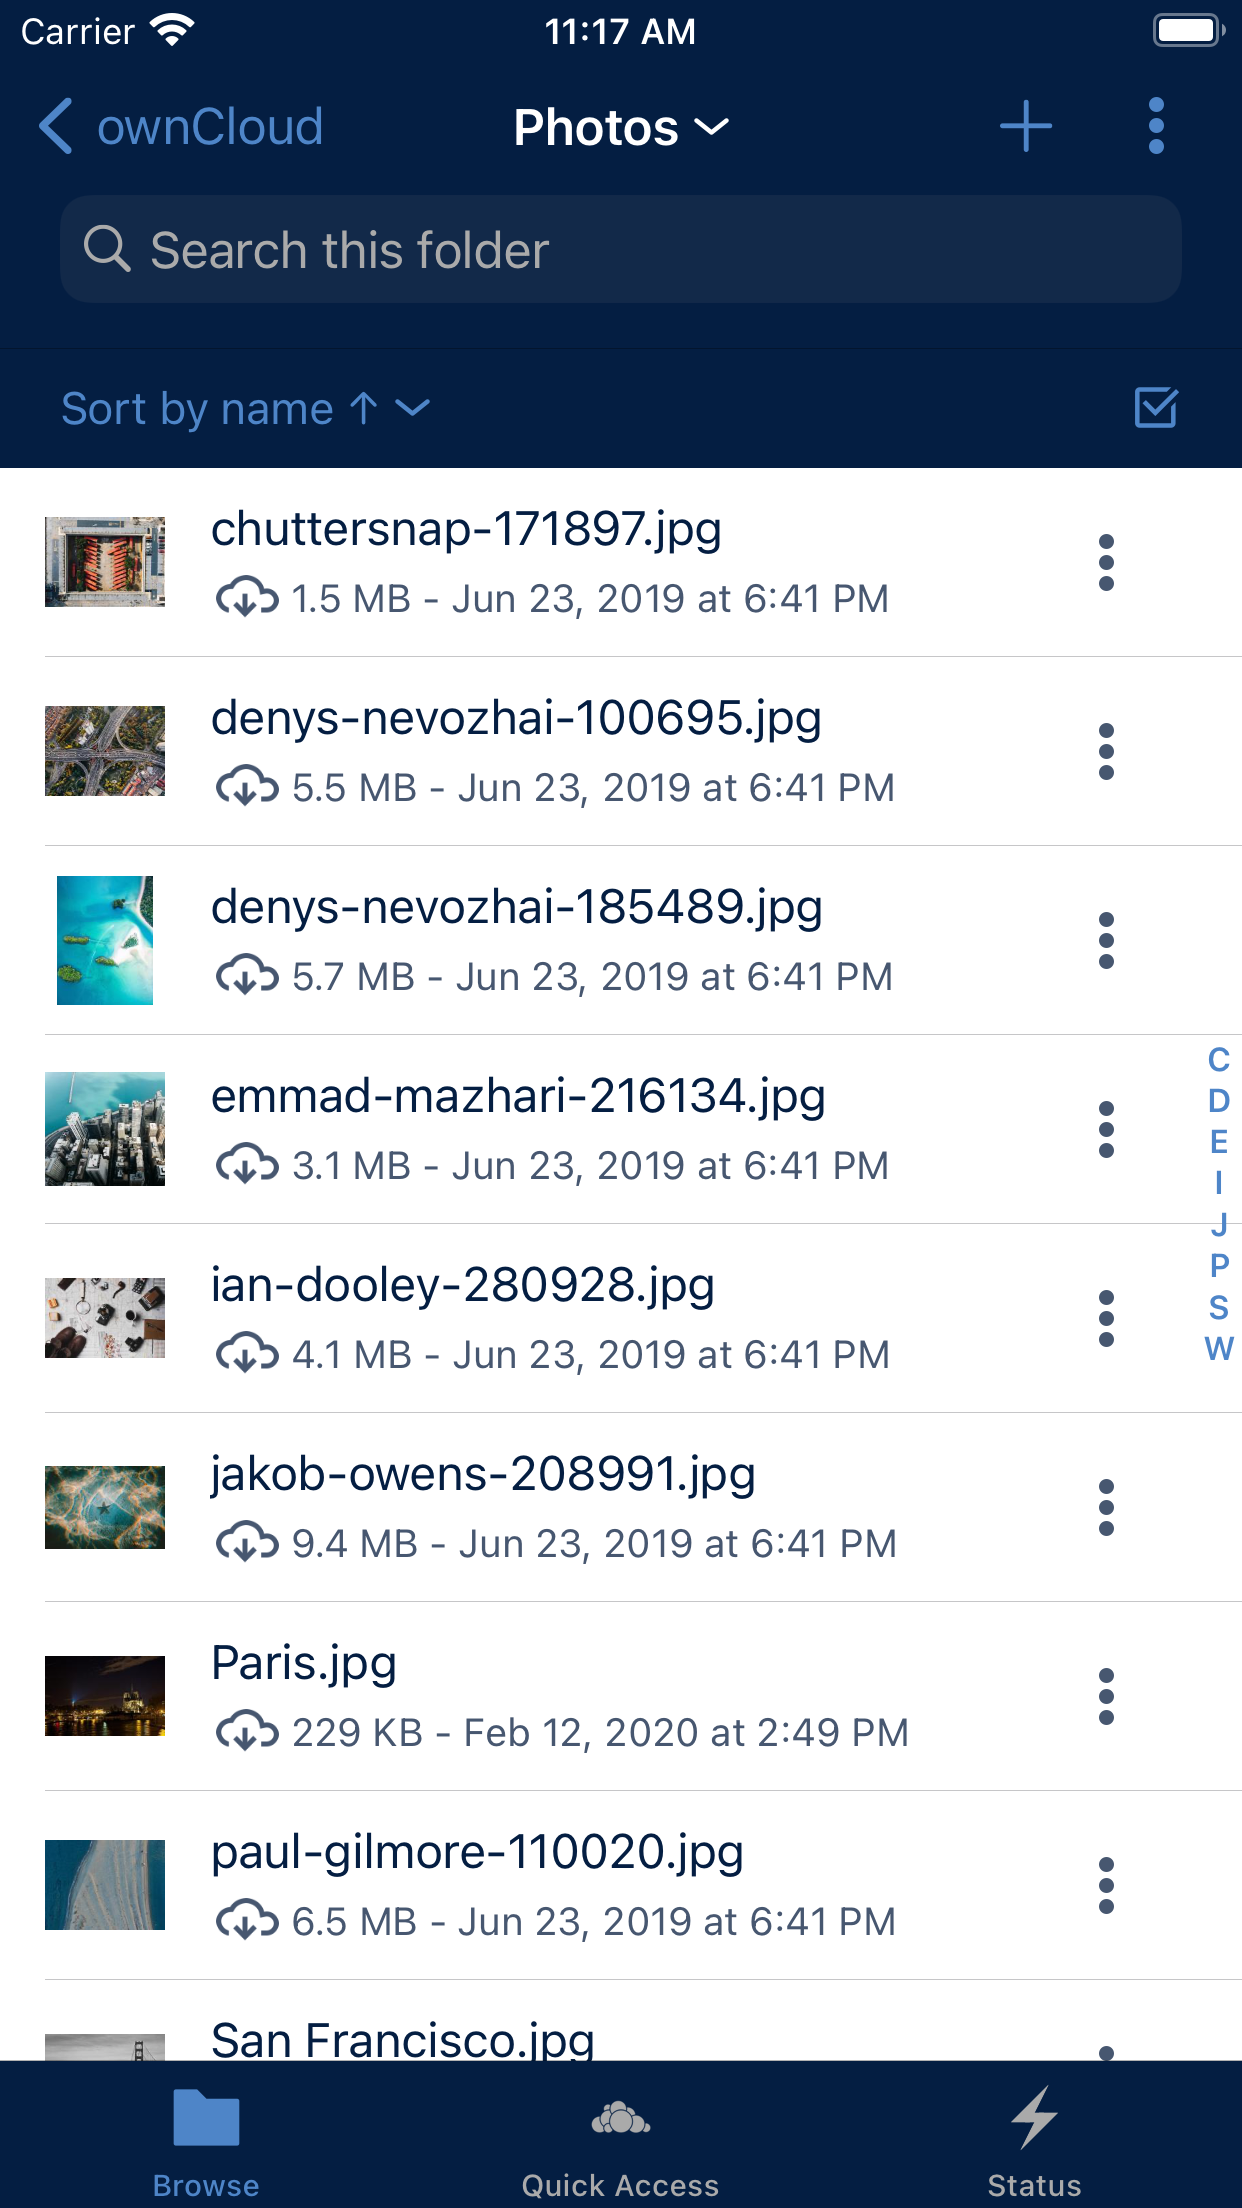 Carrier 11:17 AM
ownCloud Photos
Search this folder
Sort by name ↑
chuttersnap-171897.jpg
1.5 MB - Jun 23, 2019 at 6:41 PM
denys-nevozhai-100695.jpg
5.5 MB - Jun 23, 2019 at 6:41 PM
denys-nevozhai-185489.jpg
5.7 MB - Jun 23, 2019 at 6:41 PM
emmad-mazhari-216134.jpg
3.1 MB - Jun 23, 2019 at 6:41 PM
ian-dooley-280928.jpg
4.1 MB - Jun 23, 2019 at 6:41 PM
jakob-owens-208991.jpg
9.4 MB - Jun 23, 2019 at 6:41 PM
Paris.jpg
229 KB - Feb 12, 2020 at 2:49 PM
paul-gilmore-110020.jpg
6.5 MB - Jun 23, 2019 at 6:41 PM
San Francisco.jpg
C
D
E
I
J
P
S
W
Browse Quick Access Status